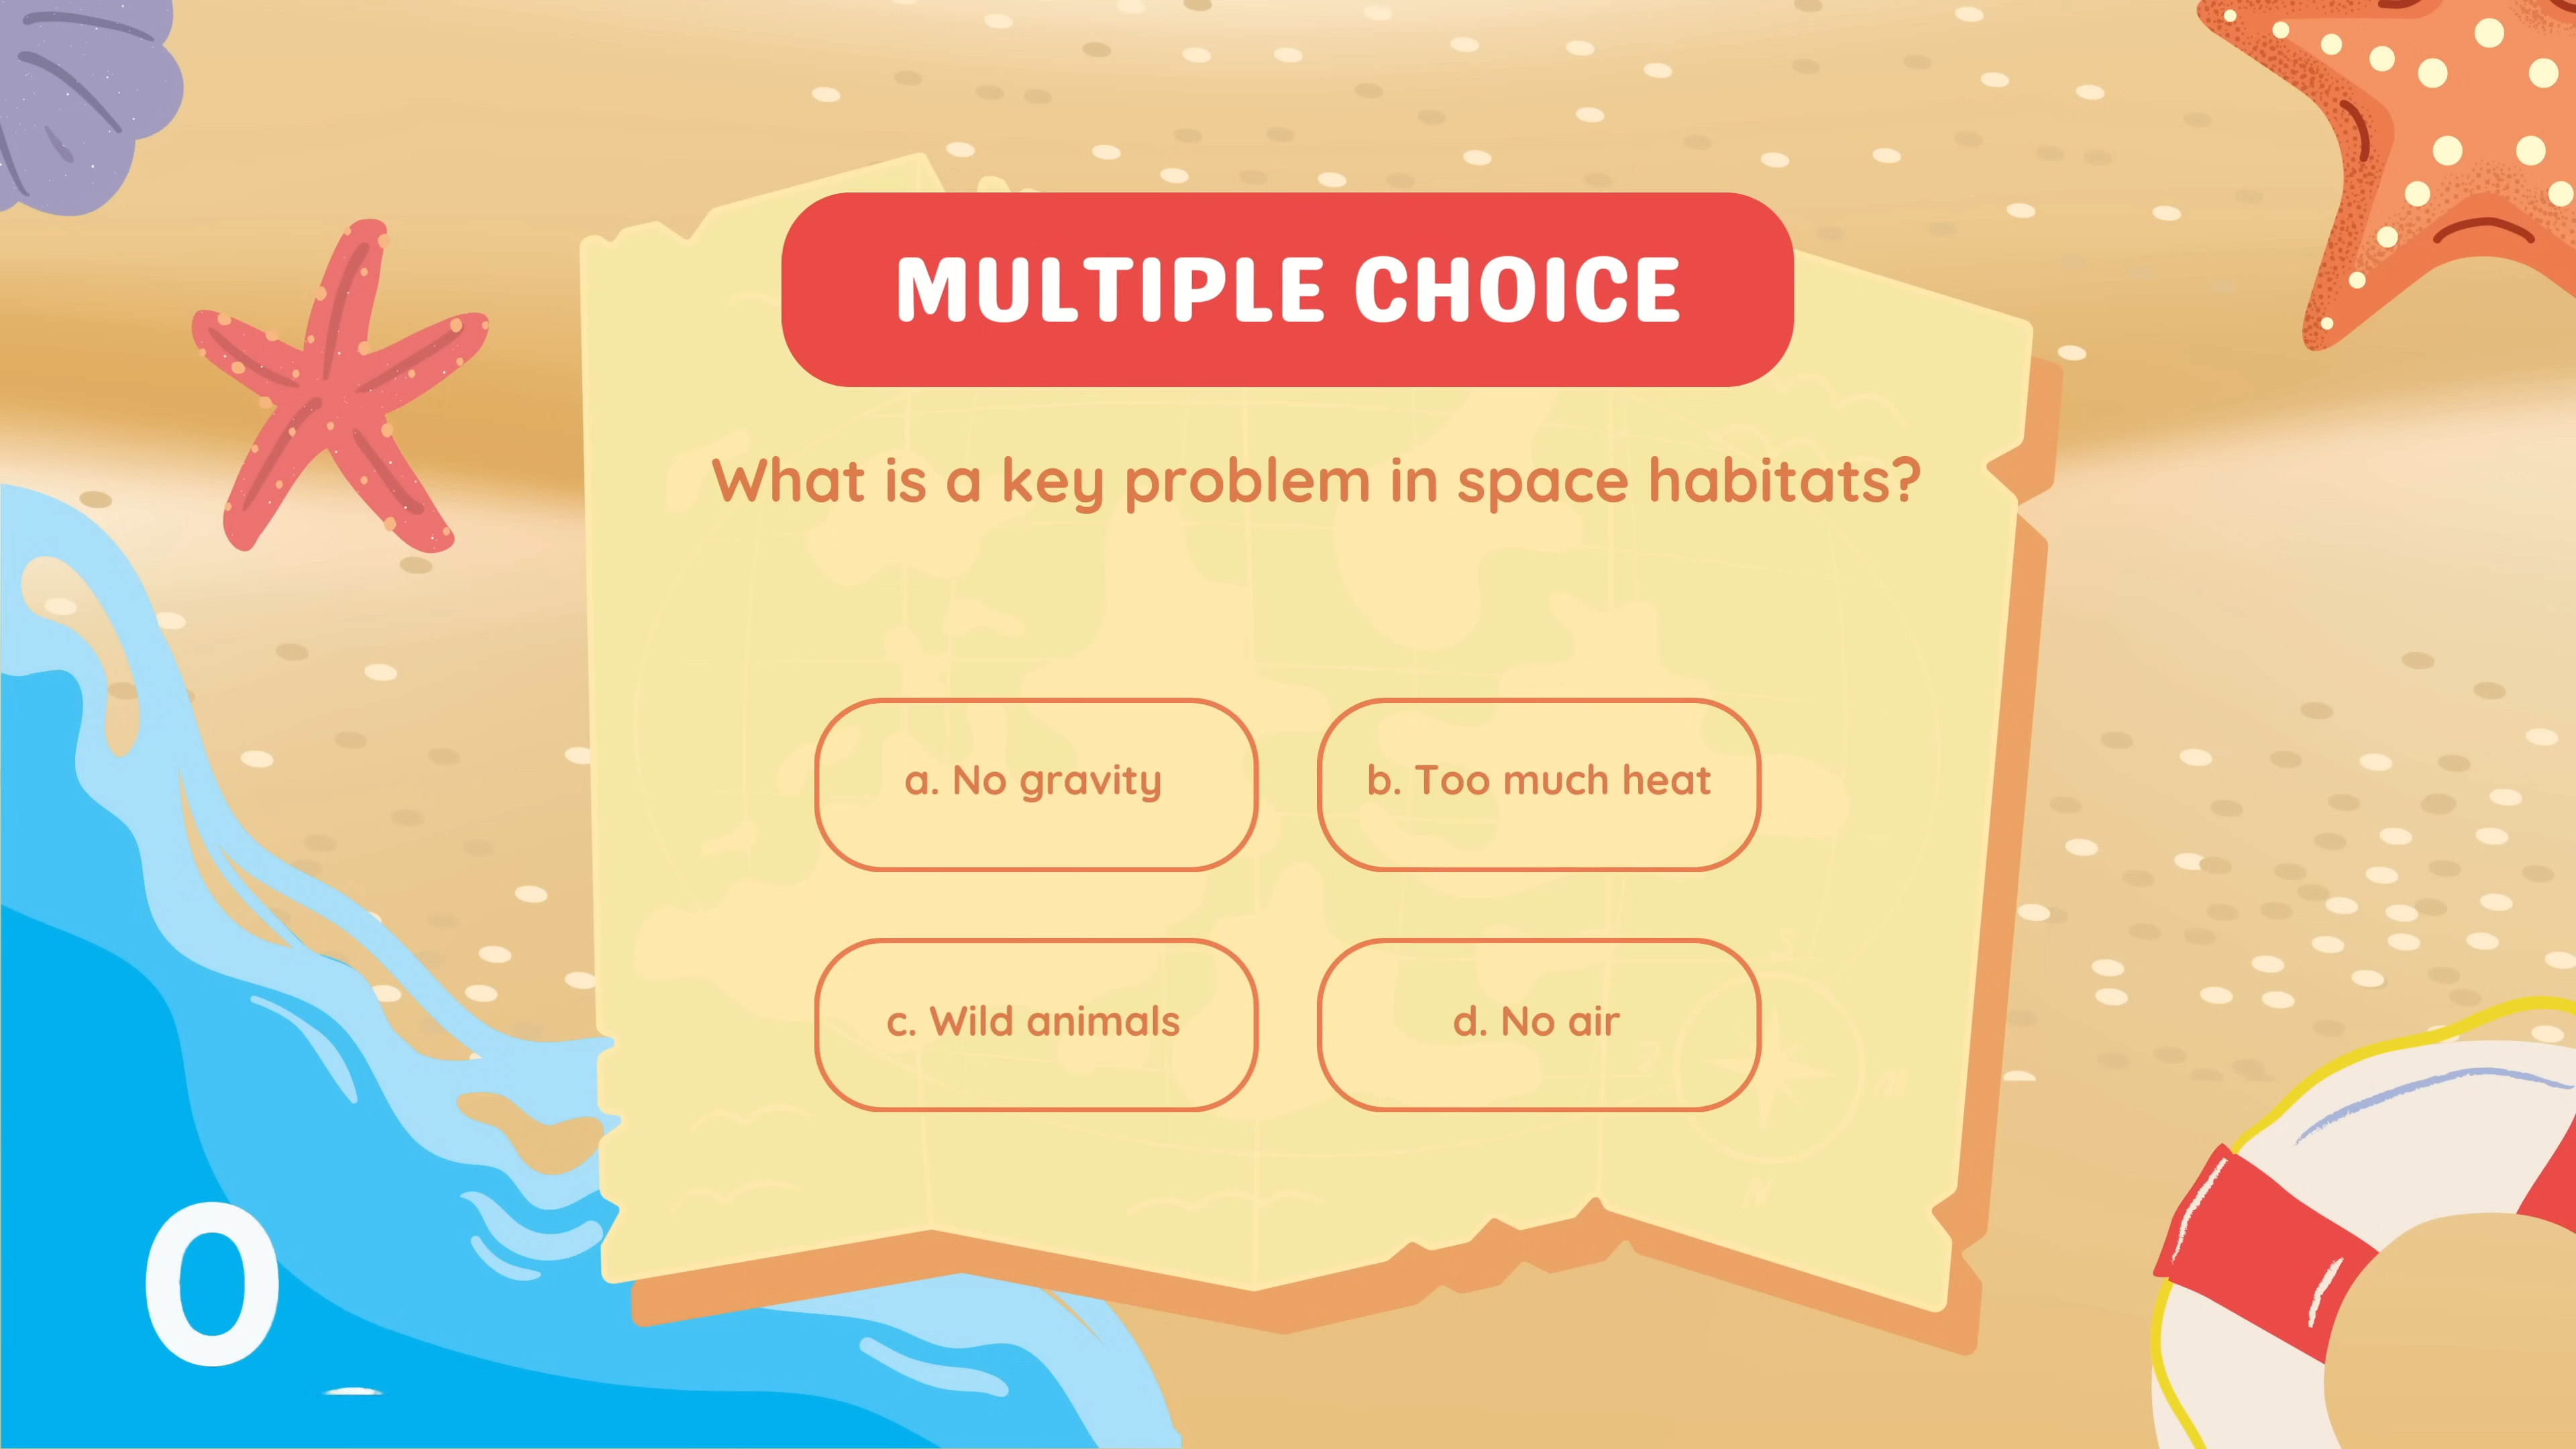 MULTIPLE CHOICE
What is a key problem in space habitats?
a. No gravity
b. Too much heat
c. Wild animals
d. No air
0